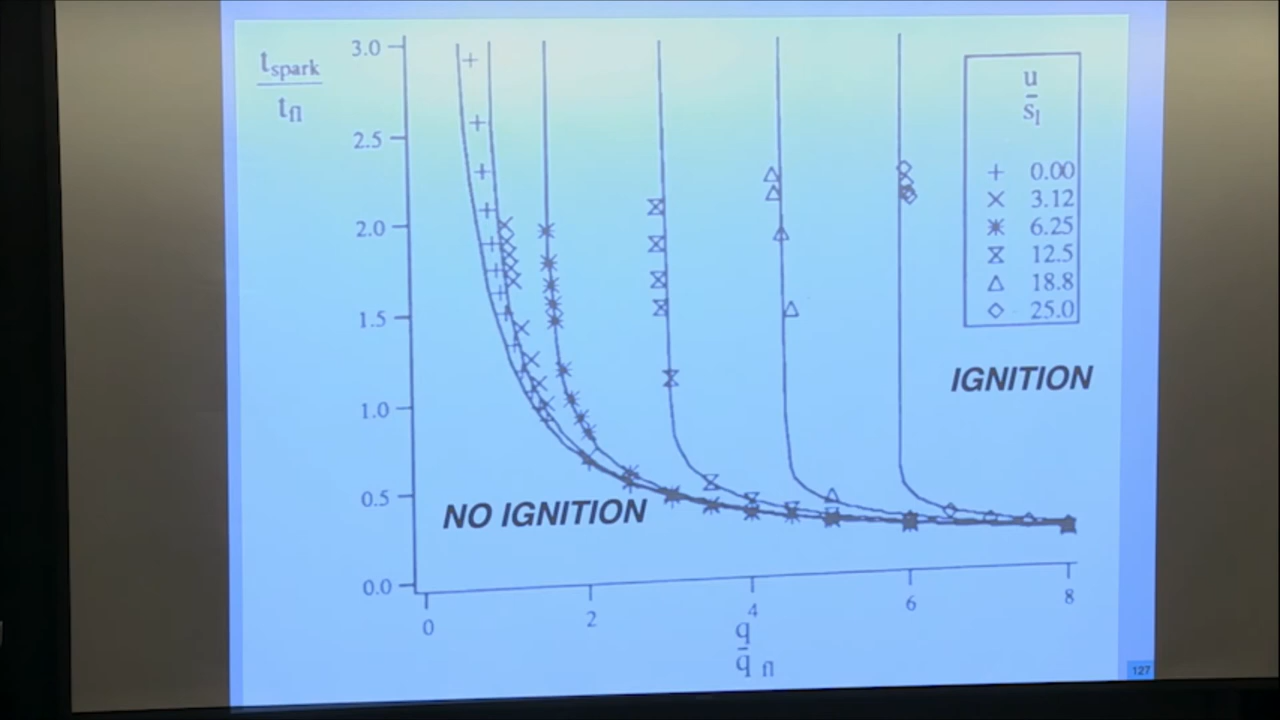 t_spark
t_fl
3.0
2.5
2.0
1.5
1.0
0.5
0.0
0
2
4
6
8
q
q fl
u
s_l
+ 0.00
× 3.12
6.25
12.5
△ 18.8
◇ 25.0
IGNITION
NO IGNITION
127